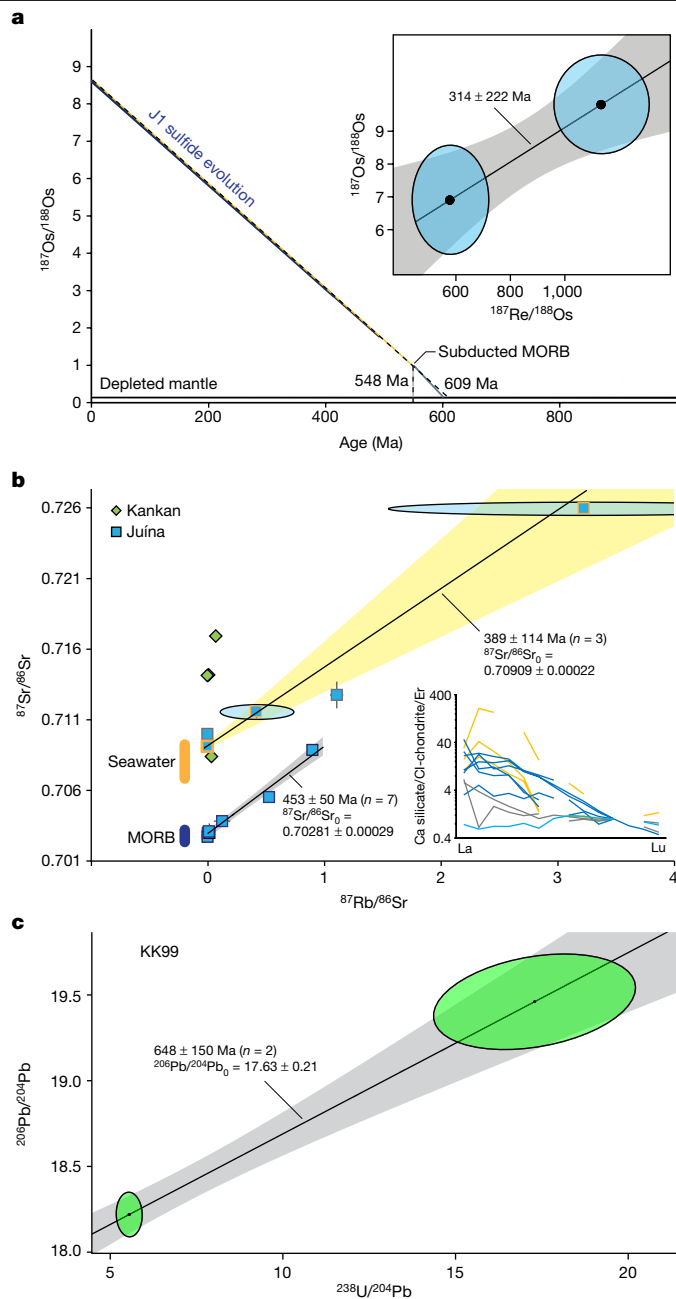 a
9
8
7
6
5
4
3
2
1
0
¹⁸⁷Os/¹⁸⁸Os
J1 sulfide evolution
Subducted MORB
548 Ma
609 Ma
Depleted mantle
0
200
400
600
800
Age (Ma)
314 ± 222 Ma
9
8
7
6
¹⁸⁷Os/¹⁸⁸Os
600
800
1,000
¹⁸⁷Re/¹⁸⁸Os
b
Kankan
Juína
0.726
0.721
0.716
0.711
0.706
0.701
⁸⁷Sr/⁸⁶Sr
Seawater
MORB
389 ± 114 Ma (n = 3)
⁸⁷Sr/⁸⁶Sr₀ =
0.70909 ± 0.00022
453 ± 50 Ma (n = 7)
⁸⁷Sr/⁸⁶Sr₀ =
0.70281 ± 0.00029
Ca silicate/CI-chondrite/Er
400
40
4
0.4
La
Lu
0
1
2
3
4
⁸⁷Rb/⁸⁶Sr
c
KK99
19.5
19.0
18.5
18.0
²⁰⁶Pb/²⁰⁴Pb
648 ± 150 Ma (n = 2)
²⁰⁶Pb/²⁰⁴Pb₀ = 17.63 ± 0.21
5
10
15
20
²³⁸U/²⁰⁴Pb